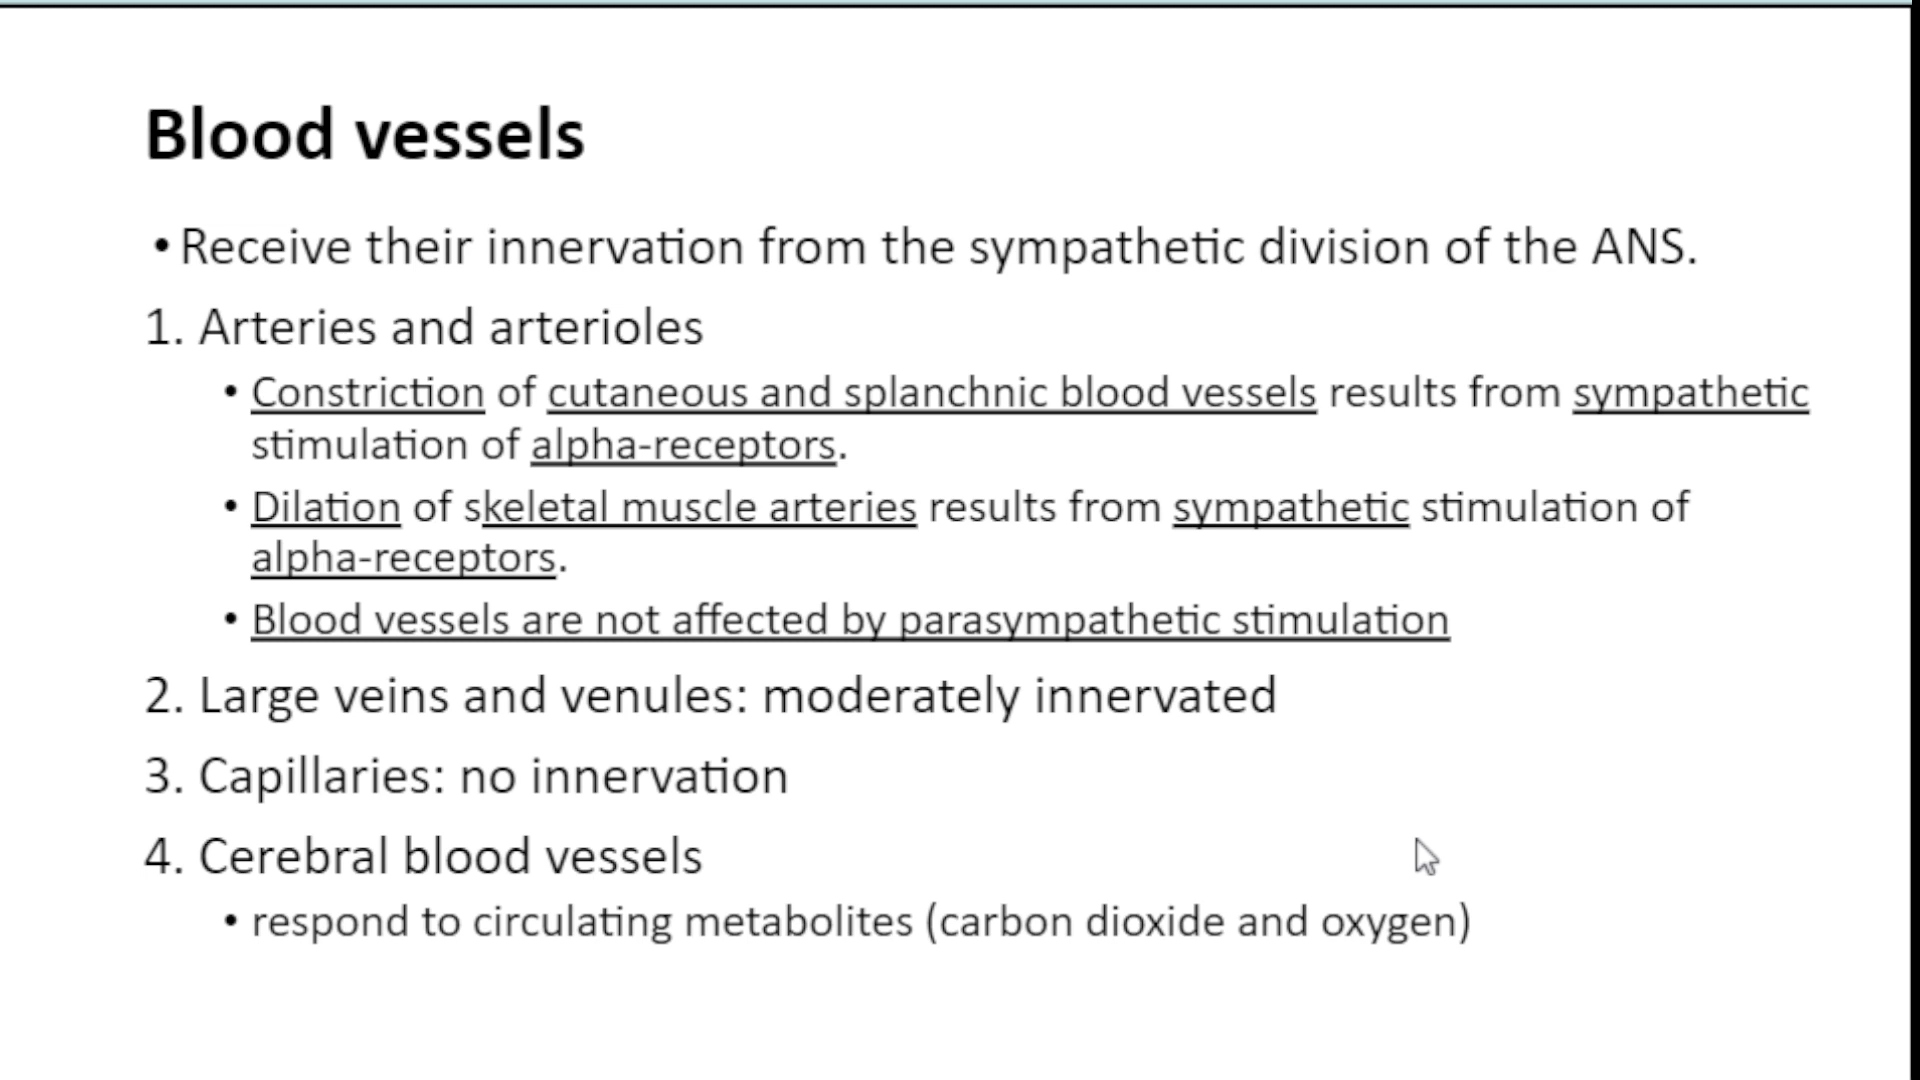 Blood vessels
• Receive their innervation from the sympathetic division of the ANS.
1. Arteries and arterioles
• Constriction of cutaneous and splanchnic blood vessels results from sympathetic
stimulation of alpha-receptors.
• Dilation of skeletal muscle arteries results from sympathetic stimulation of
alpha-receptors.
• Blood vessels are not affected by parasympathetic stimulation
2. Large veins and venules: moderately innervated
3. Capillaries: no innervation
4. Cerebral blood vessels
• respond to circulating metabolites (carbon dioxide and oxygen)